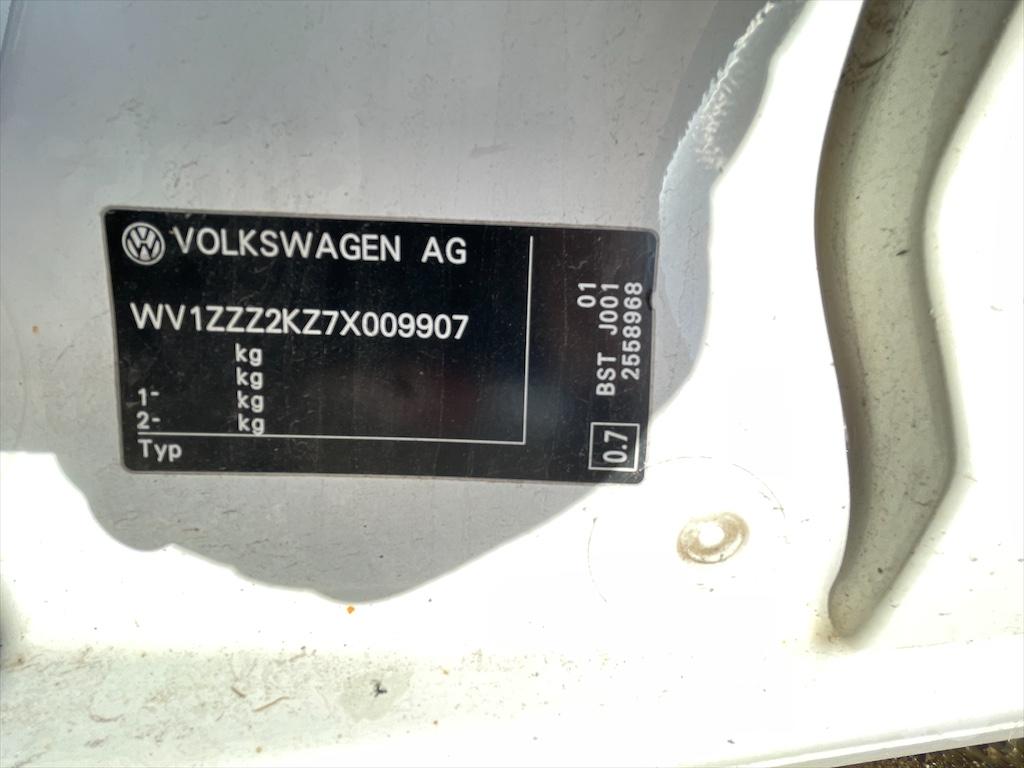 VOLKSWAGEN AG
WV1ZZZ2KZ7X009907
kg
kg
1- kg
2- kg
Typ
01
BST J001
2558968
0.7